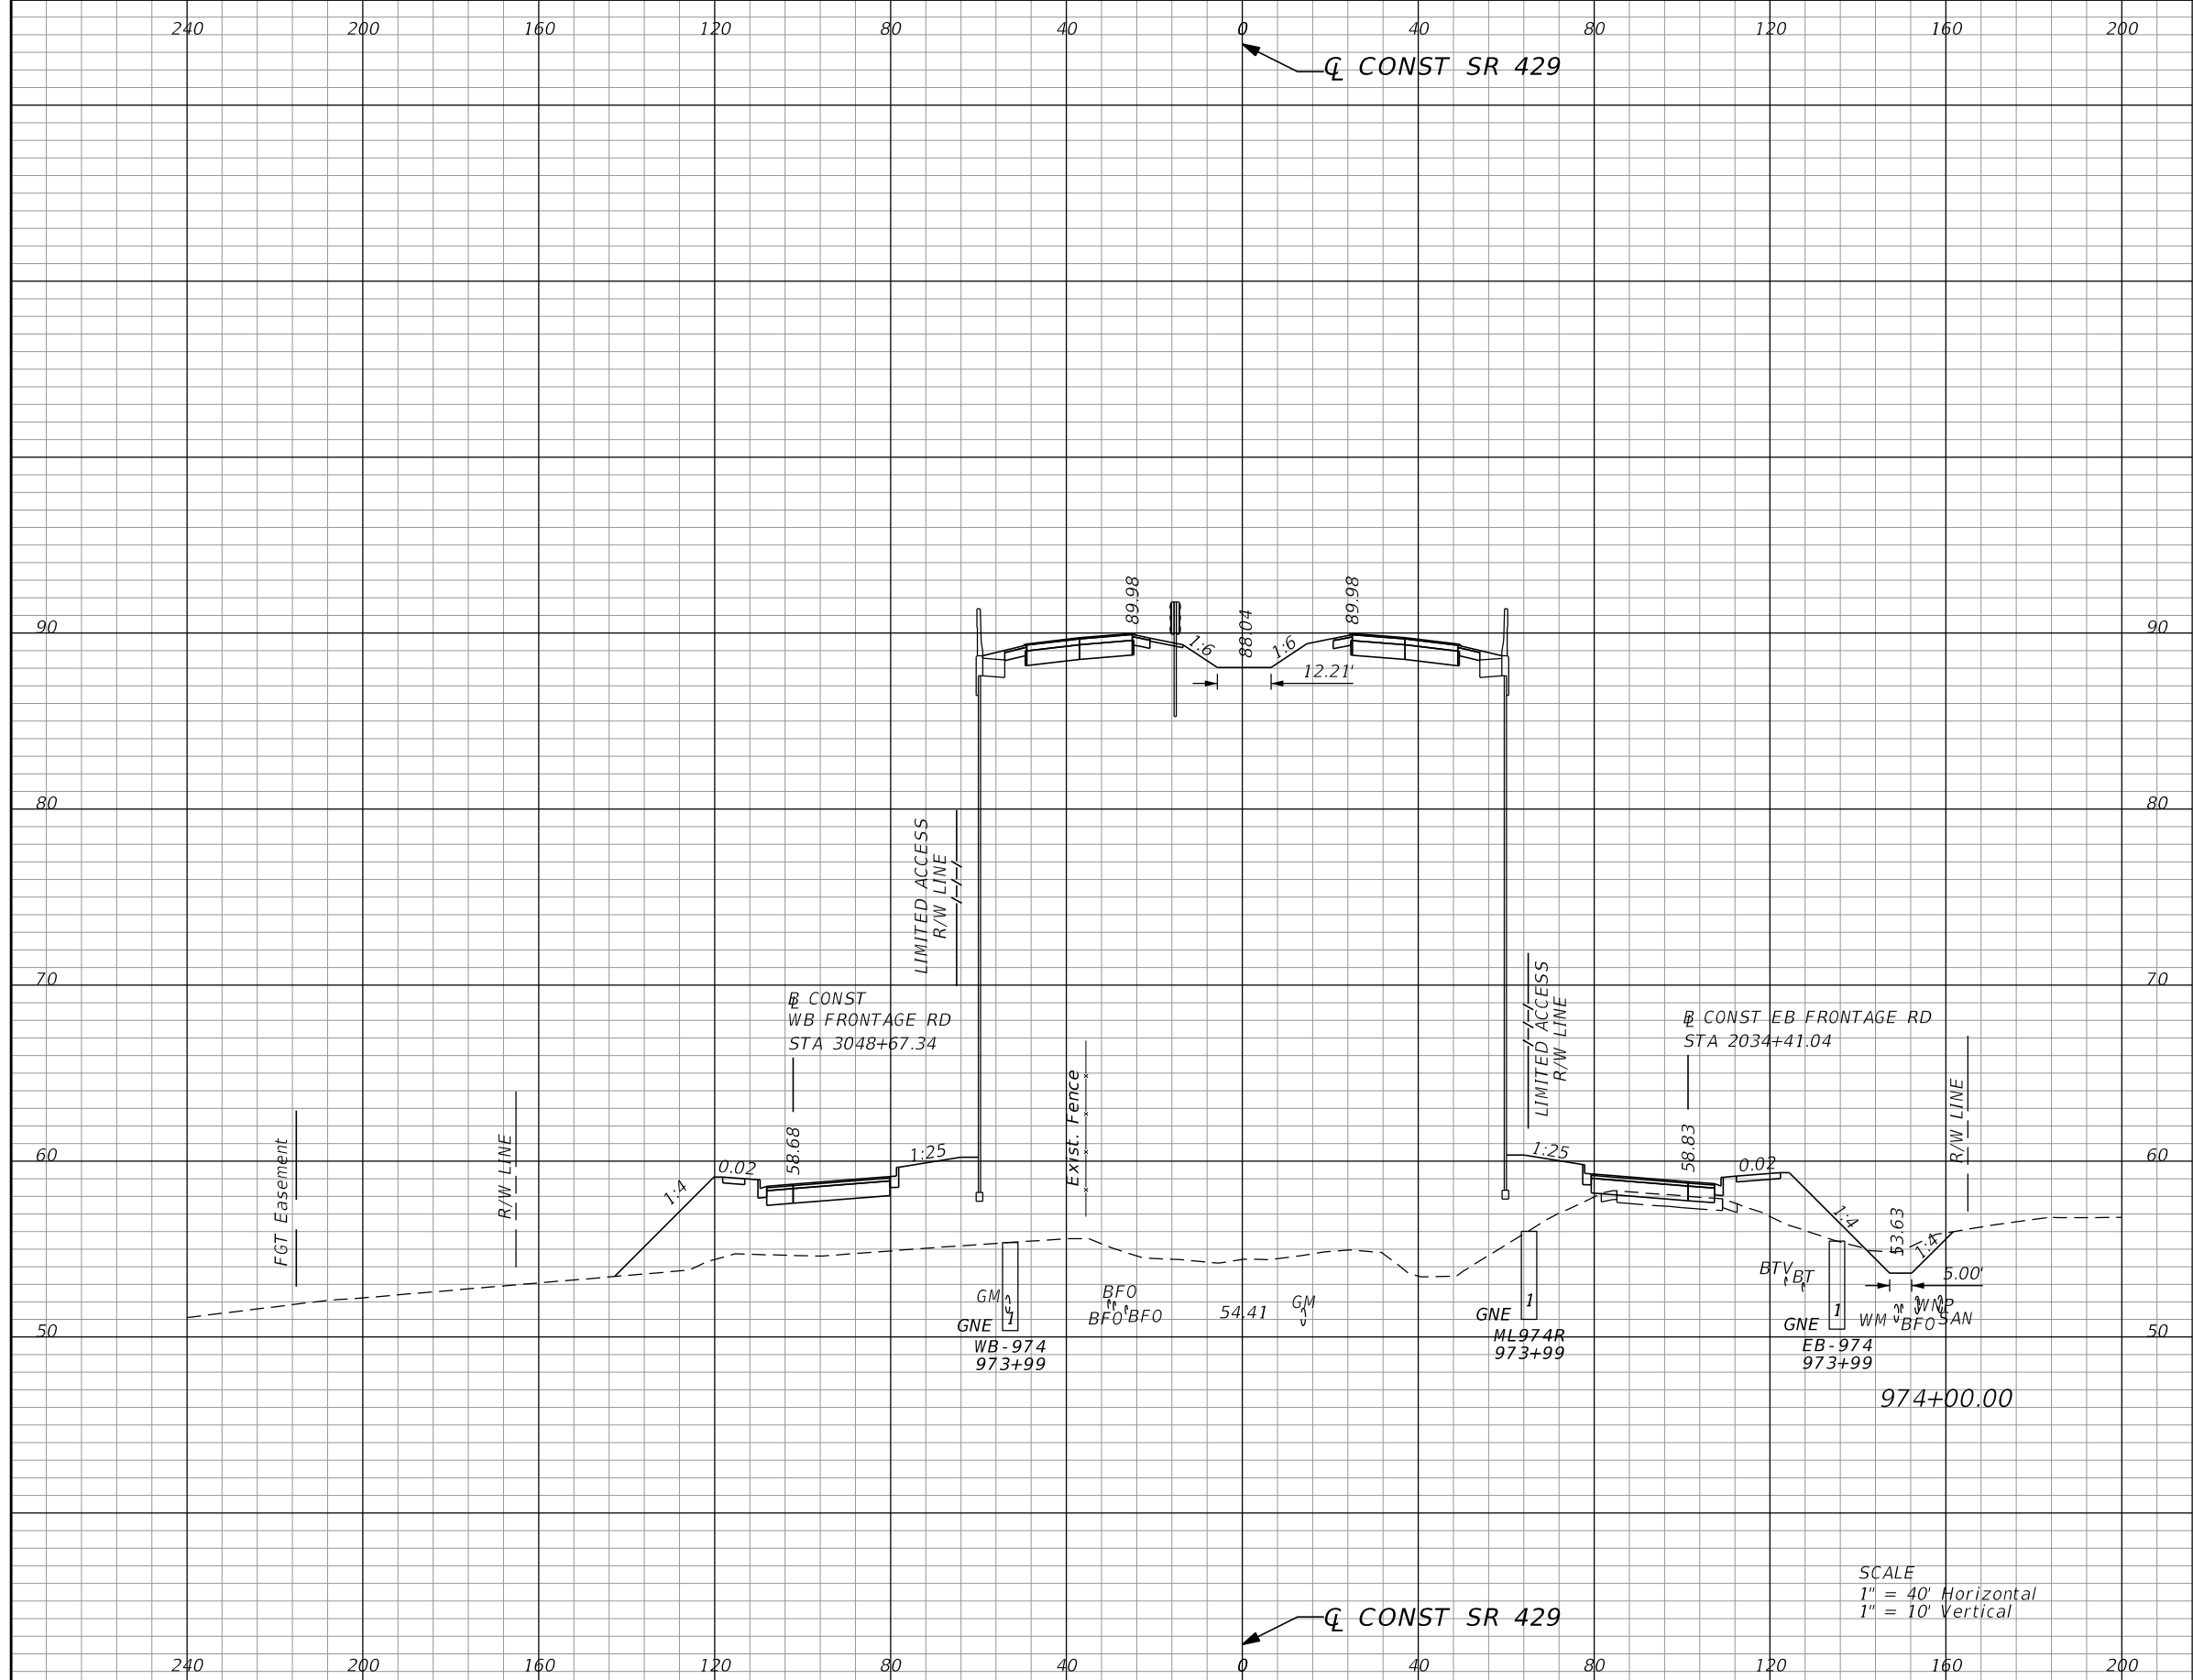 240 200 160 120 80 40 0 40 80 120 160 200
℄ CONST SR 429
89.98
88.04
89.98
90
90
1:6
1:6
12.21'
80
80
LIMITED ACCESS
R/W LINE
70
70
℄ CONST
WB FRONTAGE RD
STA 3048+67.34
LIMITED ACCESS
R/W LINE
℄ CONST EB FRONTAGE RD
STA 2034+41.04
FGT Easement
R/W LINE
Exist. Fence
R/W LINE
58.68
58.83
60
60
1:4
0.02
1:25
1:25
0.02
1:4
53.63
1:4
5.00'
GM
BFO
BFO
BFO
54.41
GM
BTV
BT
WNP
WM
BFO
SAN
50
50
GNE
1
WB-974
973+99
GNE
1
ML974R
973+99
GNE
1
EB-974
973+99
974+00.00
SCALE
1" = 40' Horizontal
1" = 10' Vertical
℄ CONST SR 429
240 200 160 120 80 40 0 40 80 120 160 200